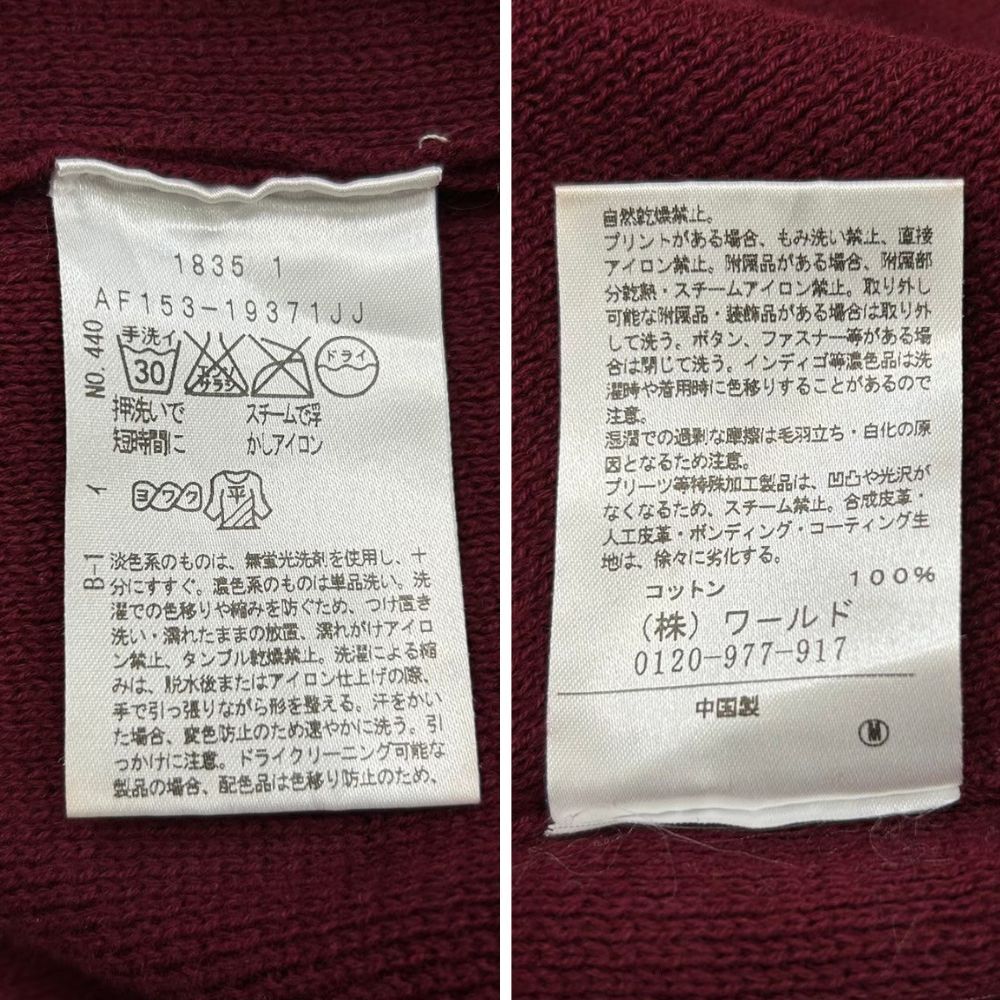 1835 1
AF153-19371JJ
NO.440
手洗イ
30
エンソ
サラシ
ドライ
押洗いで
短時間に
スチームで浮
かしアイロン
イ
ヨワク
平
B-1
淡色系のものは、無蛍光洗剤を使用し、十
分にすすぐ。濃色系のものは単品洗い。洗
濯での色移りや縮みを防ぐため、つけ置き
洗い・濡れたままの放置、濡れがけアイロ
ン禁止、タンブル乾燥禁止。洗濯による縮
みは、脱水後またはアイロン仕上げの際、
手で引っ張りながら形を整える。汗をかい
た場合、変色防止のため速やかに洗う。引
っかけに注意。ドライクリーニング可能な
製品の場合、配色品は色移り防止のため、
自然乾燥禁止。
プリントがある場合、もみ洗い禁止、直接
アイロン禁止。附属品がある場合、附属部
分乾熱・スチームアイロン禁止。取り外し
可能な附属品・装飾品がある場合は取り外
して洗う。ボタン、ファスナー等がある場
合は閉じて洗う。インディゴ等濃色品は洗
濯時や着用時に色移りすることがあるので
注意。
湿潤での過剰な摩擦は毛羽立ち・白化の原
因となるため注意。
プリーツ等特殊加工製品は、凹凸や光沢が
なくなるため、スチーム禁止。合成皮革・
人工皮革・ボンディング・コーティング生
地は、徐々に劣化する。
コットン 100%
（株）ワールド
0120-977-917
中国製
M